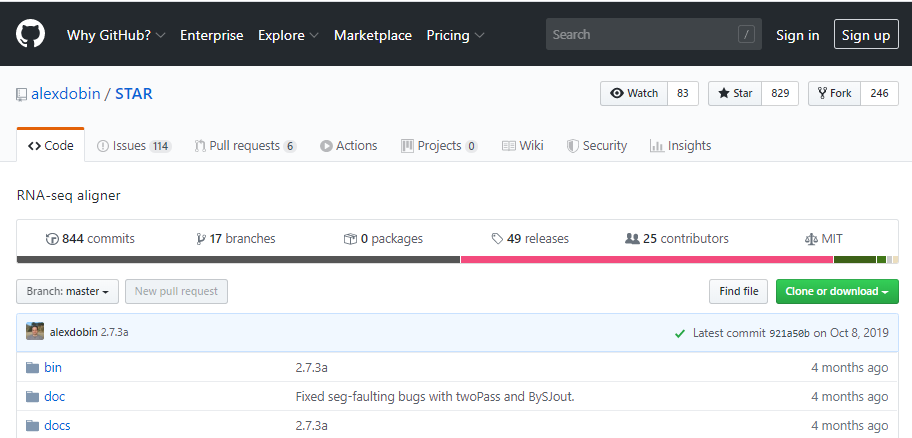 Why GitHub? Enterprise Explore Marketplace Pricing Search / Sign in Sign up
alexdobin / STAR Watch 83 Star 829 Fork 246
Code Issues 114 Pull requests 6 Actions Projects 0 Wiki Security Insights
RNA-seq aligner
844 commits 17 branches 0 packages 49 releases 25 contributors MIT
Branch: master New pull request Find file Clone or download
alexdobin 2.7.3a Latest commit 921a50b on Oct 8, 2019
bin 2.7.3a 4 months ago
doc Fixed seg-faulting bugs with twoPass and BySJout. 4 months ago
docs 2.7.3a 4 months ago